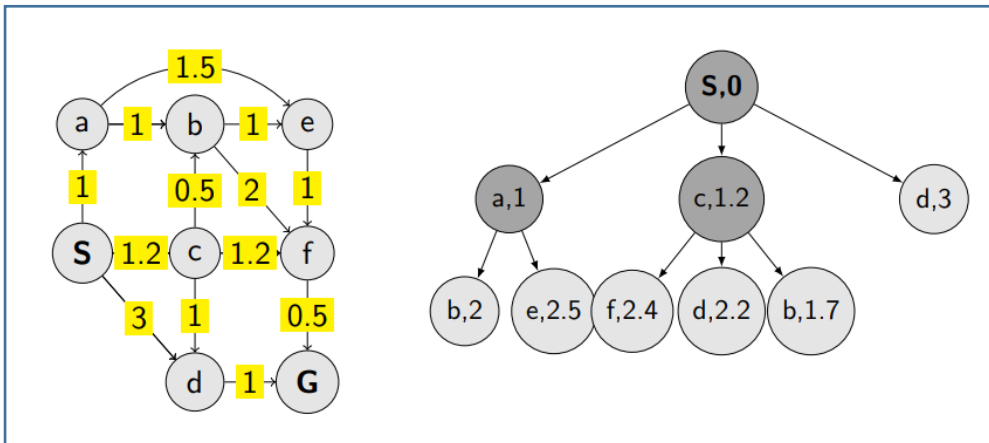 1.5
a 1 b 1 e
1 0.5 2 1
S 1.2 c 1.2 f
3 1 0.5
d 1 G
S,0
a,1 c,1.2 d,3
b,2 e,2.5 f,2.4 d,2.2 b,1.7